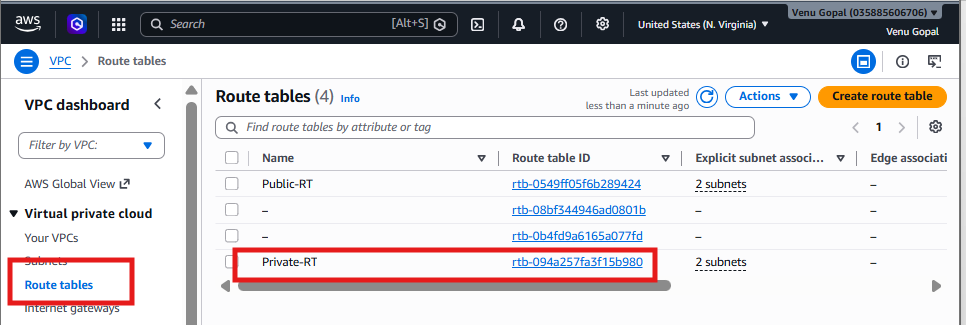 aws
Search
[Alt+S]
United States (N. Virginia)
Venu Gopal (035885606706)
Venu Gopal
VPC > Route tables
VPC dashboard
Filter by VPC:
AWS Global View
Virtual private cloud
Your VPCs
Subnets
Route tables
Internet gateways
Route tables (4) Info
Last updated
less than a minute ago
Actions
Create route table
Find route tables by attribute or tag
1
Name Route table ID Explicit subnet associ... Edge associati
Public-RT rtb-0549ff05f6b289424 2 subnets –
– rtb-08bf344946ad0801b – –
– rtb-0b4fd9a6165a077fd – –
Private-RT rtb-094a257fa3f15b980 2 subnets –